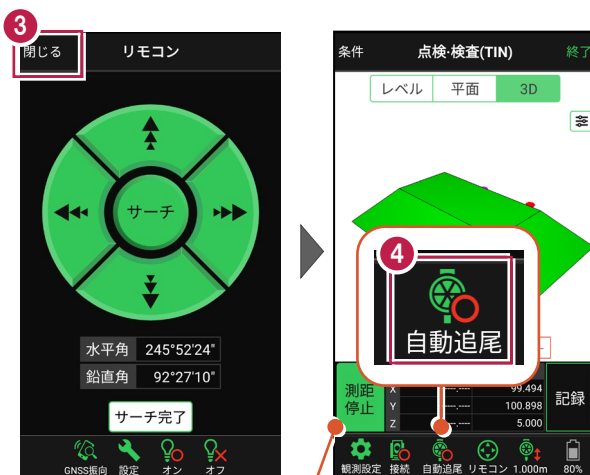 3
閉じる
リモコン
サーチ
水平角 245°52'24"
鉛直角 92°27'10"
サーチ完了
GNSS振向 設定 オン オフ
条件
点検・検査(TIN)
終了
レベル 平面 3D
4
自動追尾
測距
停止
X 99.494
Y ---.---- 100.898
Z 5.000
記録
観測設定 接続 自動追尾 リモコン 1.000m 80%